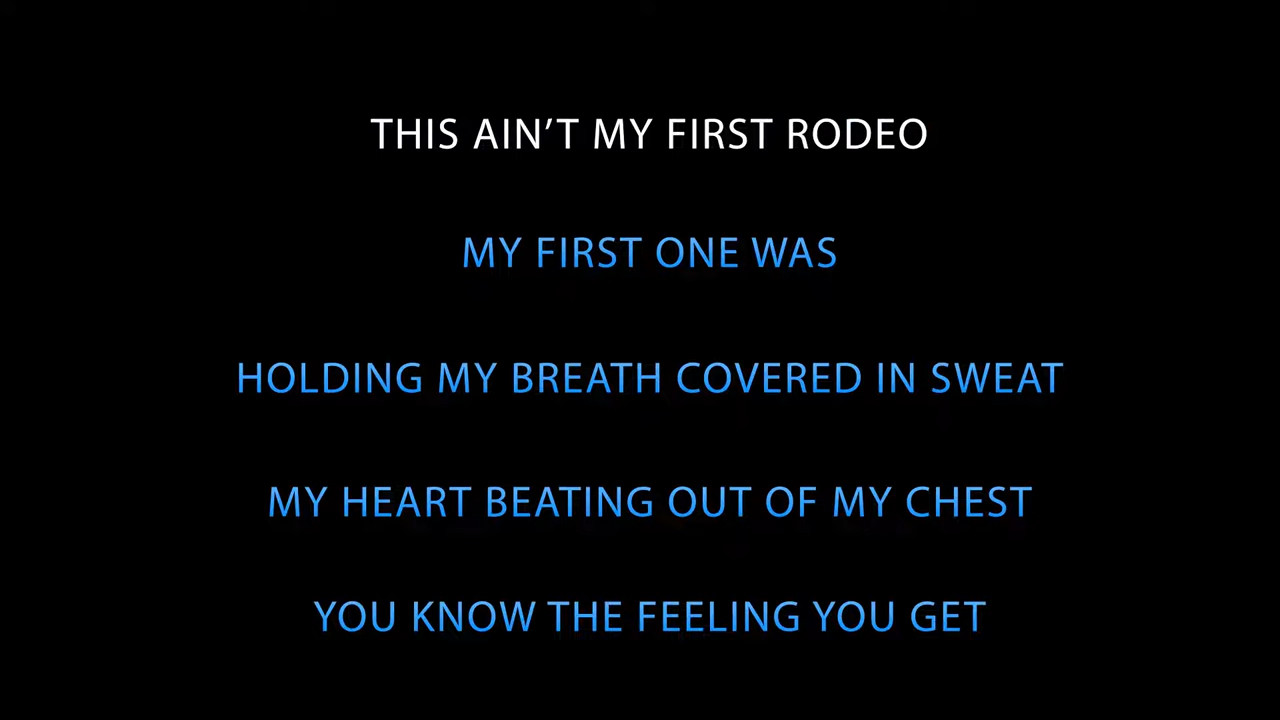 THIS AIN’T MY FIRST RODEO
MY FIRST ONE WAS
HOLDING MY BREATH COVERED IN SWEAT
MY HEART BEATING OUT OF MY CHEST
YOU KNOW THE FEELING YOU GET